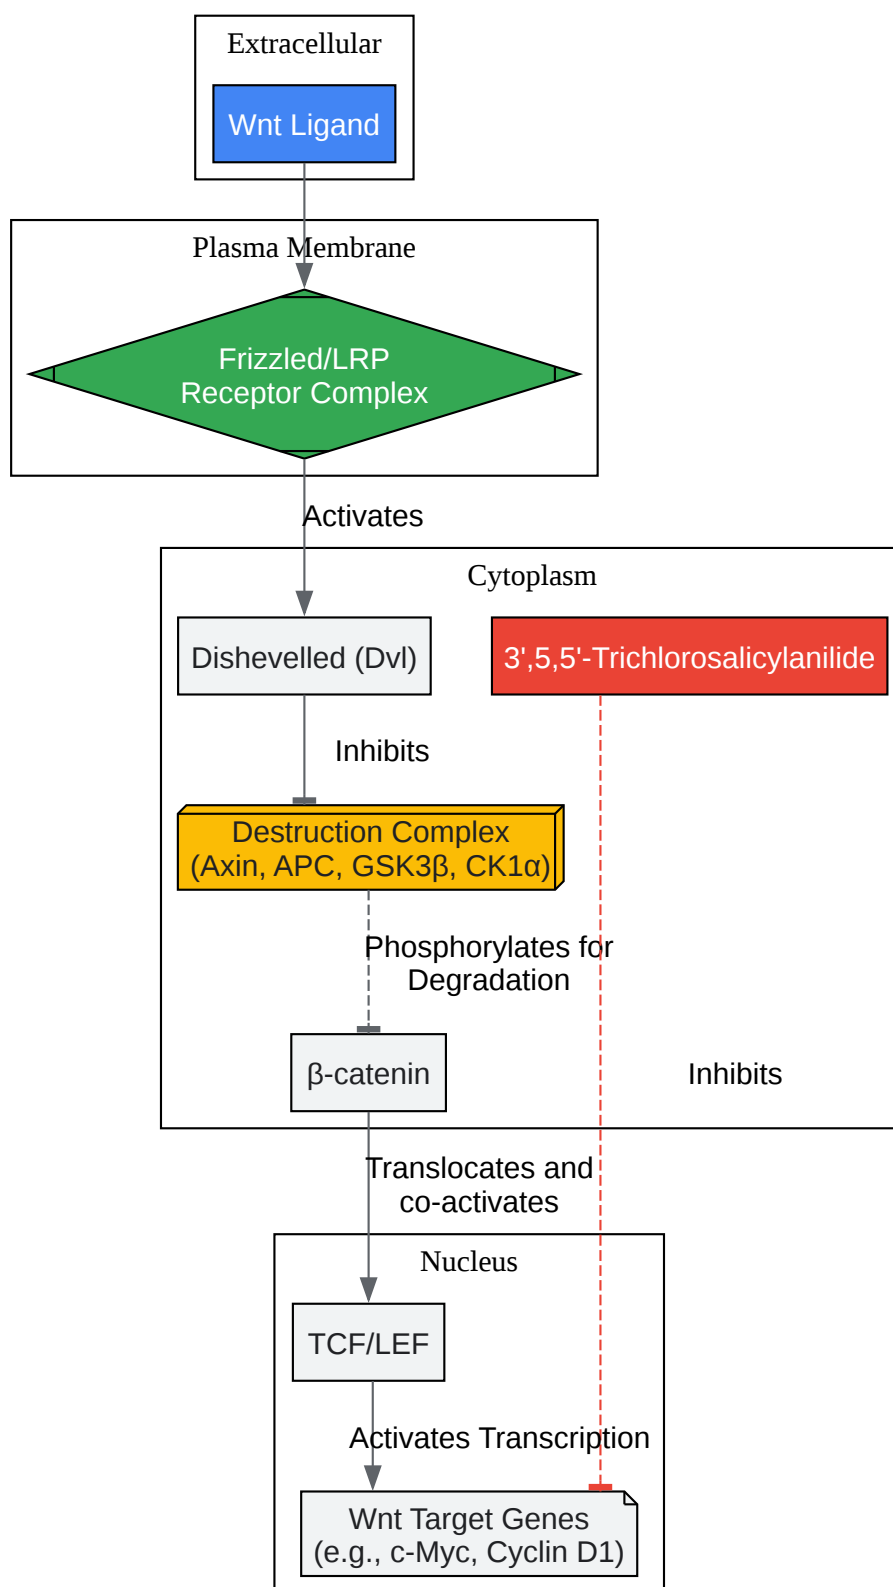 Extracellular
Wnt Ligand
Plasma Membrane
Frizzled/LRP
Receptor Complex
Activates
Cytoplasm
Dishevelled (Dvl)
3',5,5'-Trichlorosalicylanilide
Inhibits
Destruction Complex
(Axin, APC, GSK3β, CK1α)
Phosphorylates for
Degradation
β-catenin
Inhibits
Translocates and
co-activates
Nucleus
TCF/LEF
Activates Transcription
Wnt Target Genes
(e.g., c-Myc, Cyclin D1)